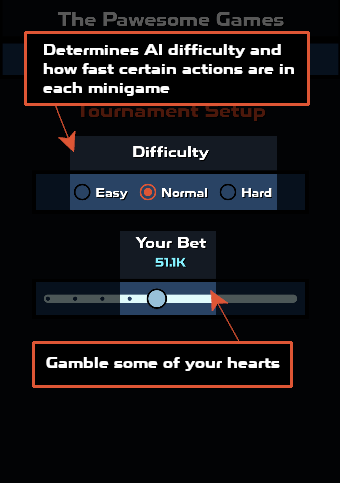 The Pawesome Games
Determines AI difficulty and
how fast certain actions are in
each minigame
Tournament Setup
Difficulty
Easy Normal Hard
Your Bet
51.1K
Gamble some of your hearts